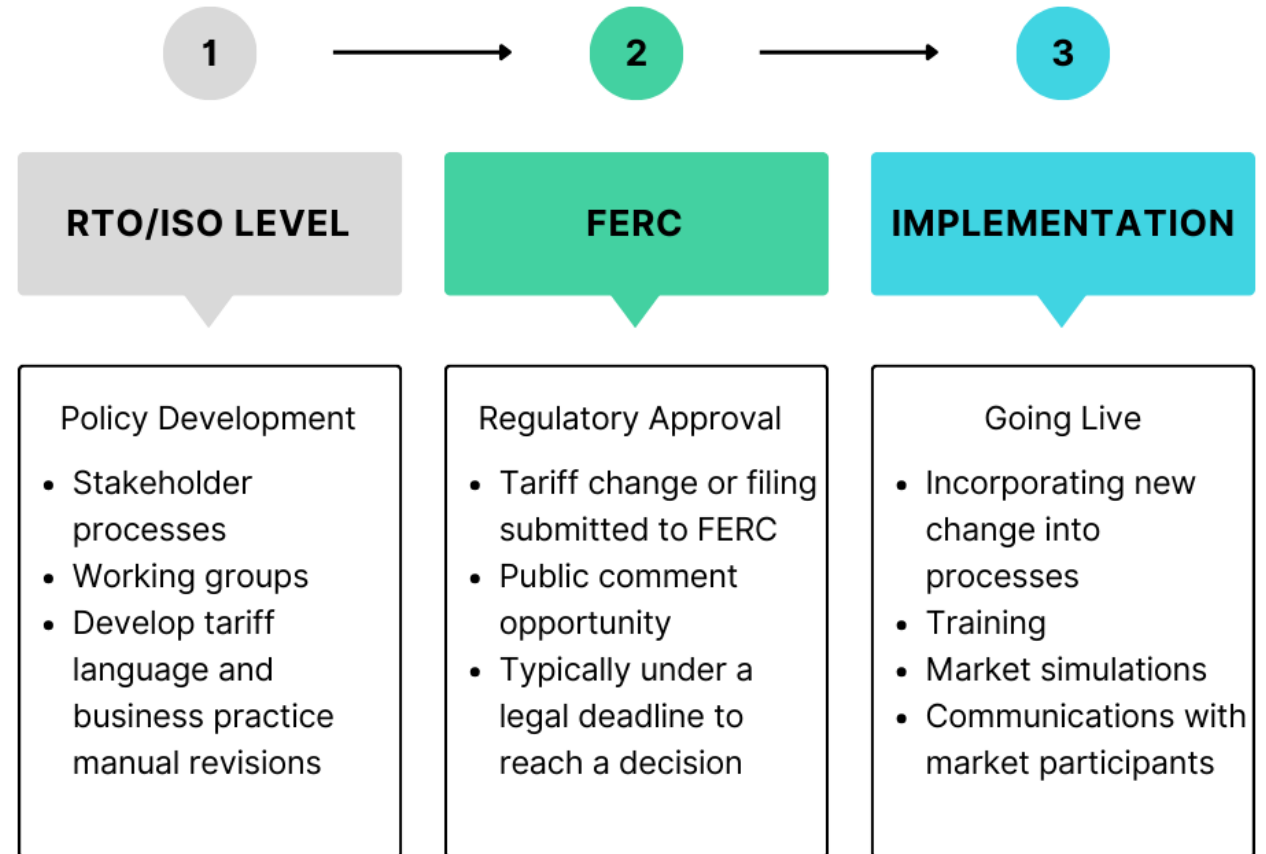 1
2
3
RTO/ISO LEVEL
FERC
IMPLEMENTATION
Policy Development
• Stakeholder
processes
• Working groups
• Develop tariff
language and
business practice
manual revisions
Regulatory Approval
• Tariff change or filing
submitted to FERC
• Public comment
opportunity
• Typically under a
legal deadline to
reach a decision
Going Live
• Incorporating new
change into
processes
• Training
• Market simulations
• Communications with
market participants